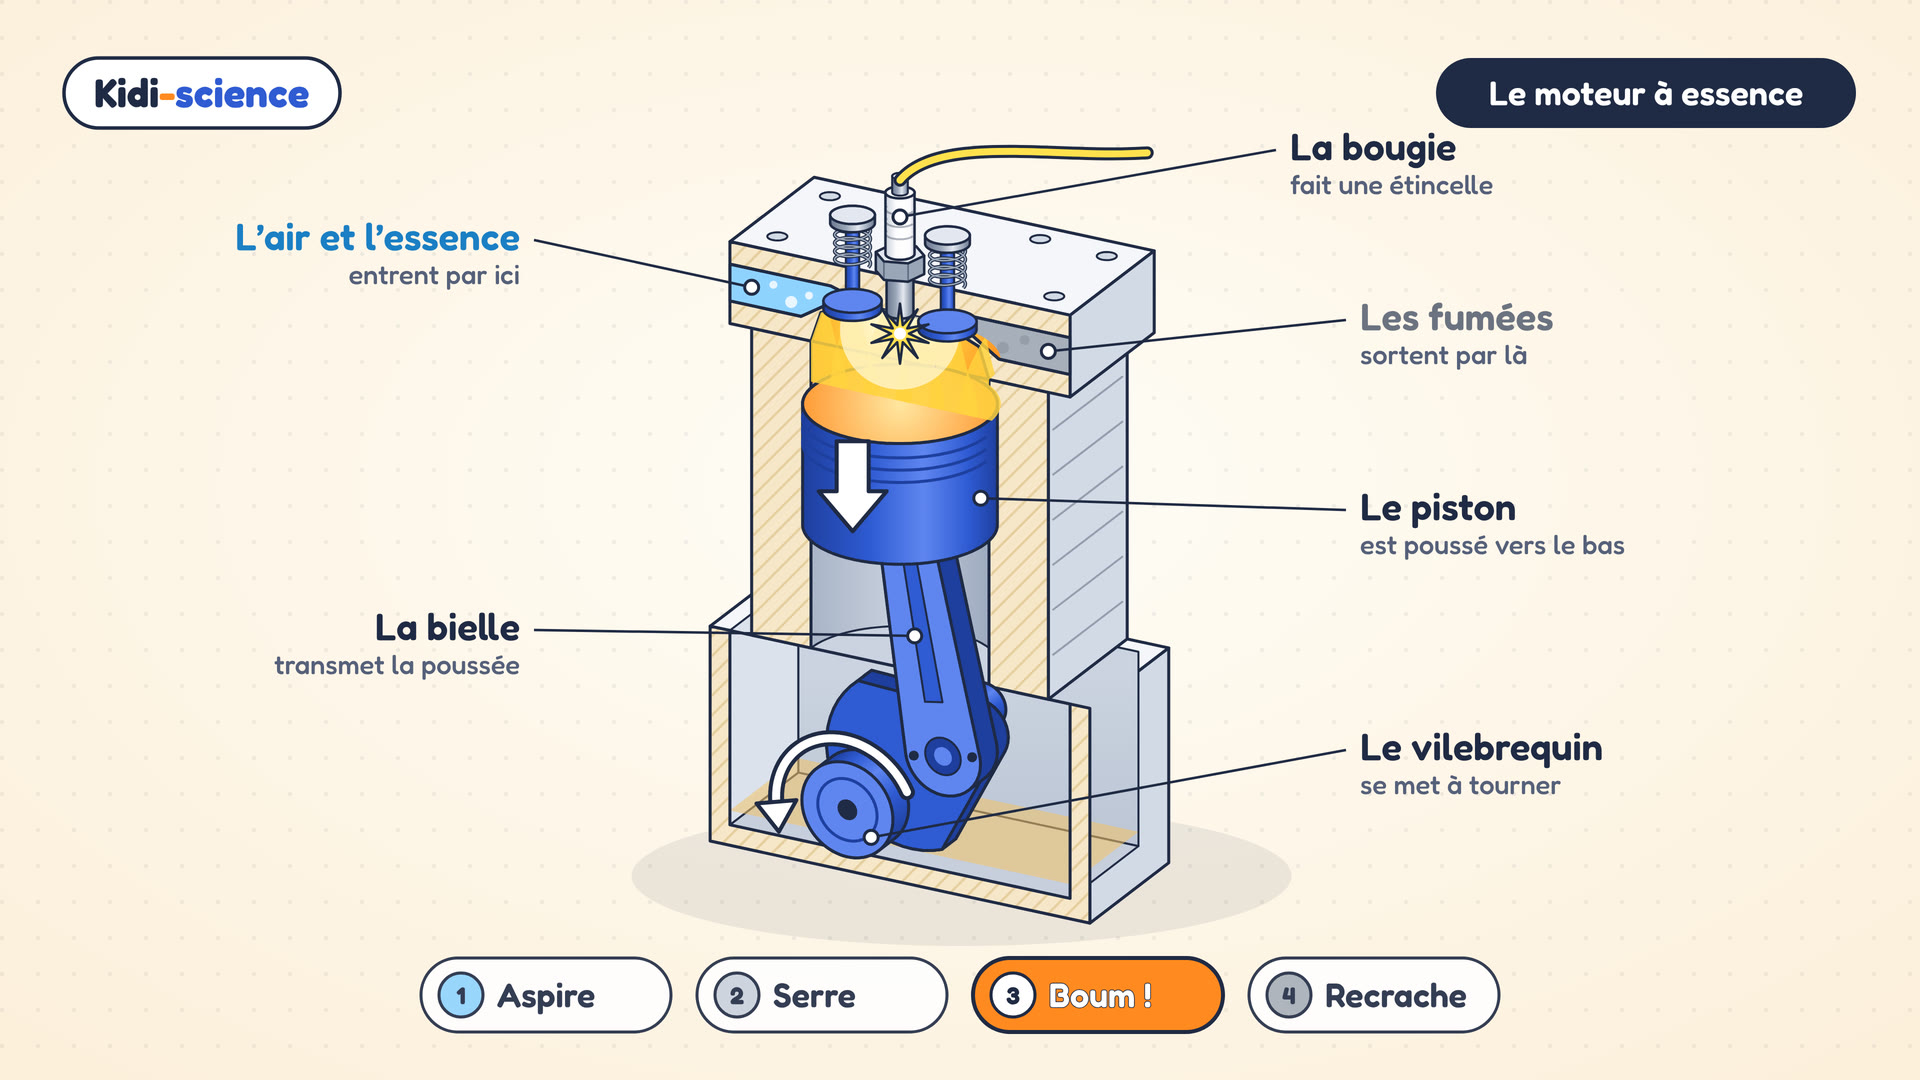 Kidi-science
Le moteur à essence
La bougie
fait une étincelle
L’air et l’essence
entrent par ici
Les fumées
sortent par là
Le piston
est poussé vers le bas
La bielle
transmet la poussée
Le vilebrequin
se met à tourner
1 Aspire
2 Serre
3 Boum !
4 Recrache